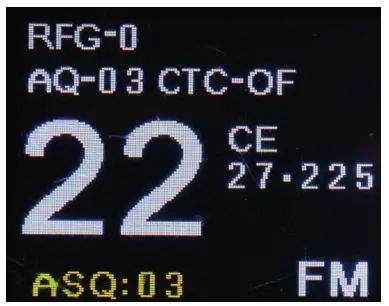 RFG-0
AQ-03 CTC-OF
22
CE
27.225
ASQ:03
FM